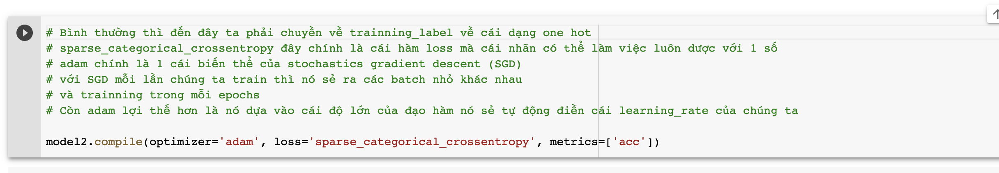 # Bình thường thì đến đây ta phải chuyền về trainning_label về cái dạng one hot
# sparse_categorical_crossentropy đây chính là cái hàm loss mà cái nhãn có thể làm việc luôn dược với 1 số
# adam chính là 1 cái biến thể của stochastics gradient descent (SGD)
# với SGD mỗi lần chúng ta train thì nó sẻ ra các batch nhỏ khác nhau
# và trainning trong mỗi epochs
# Còn adam lợi thế hơn là nó dựa vào cái độ lớn của đạo hàm nó sẻ tự động điền cái learning_rate của chúng ta
model2.compile(optimizer='adam', loss='sparse_categorical_crossentropy', metrics=['acc'])